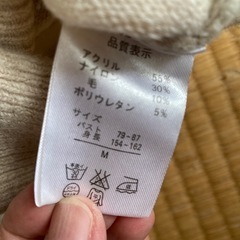 品質表示
アクリル 55%
ナイロン 30%
毛 10%
ポリウレタン 5%
サイズ
バスト 79-87
身長 154-162
M